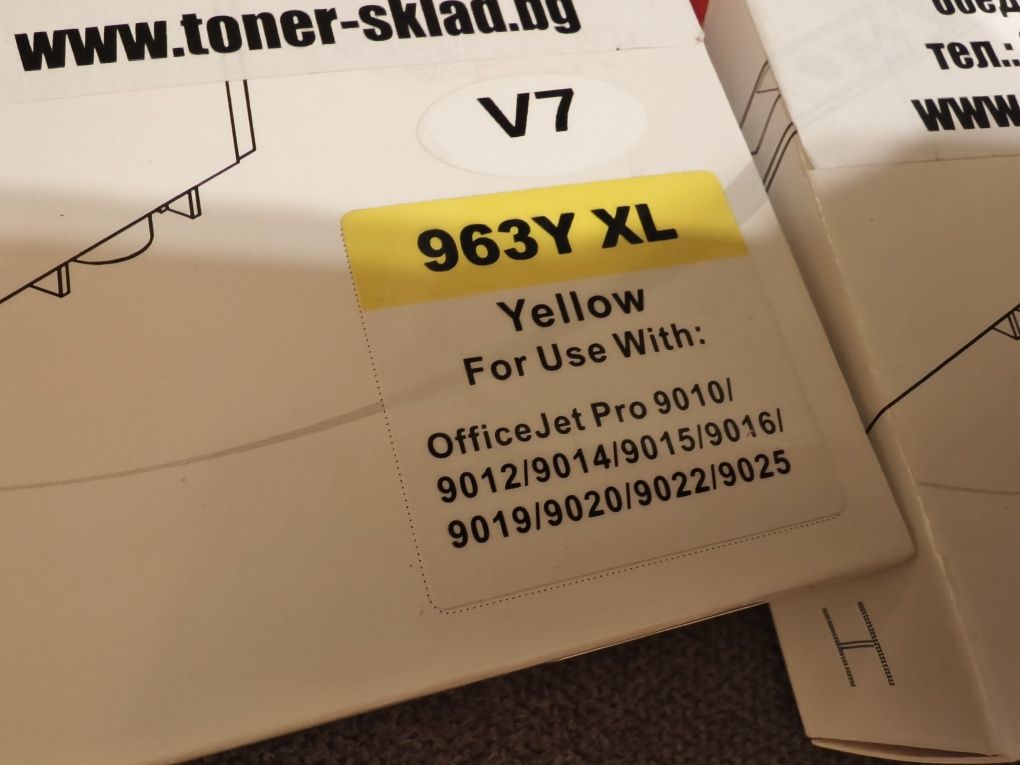 www.toner-sklad.bg
V7
963Y XL
Yellow
For Use With:
OfficeJet Pro 9010/
9012/9014/9015/9016/
9019/9020/9022/9025
тел.:
www.
H